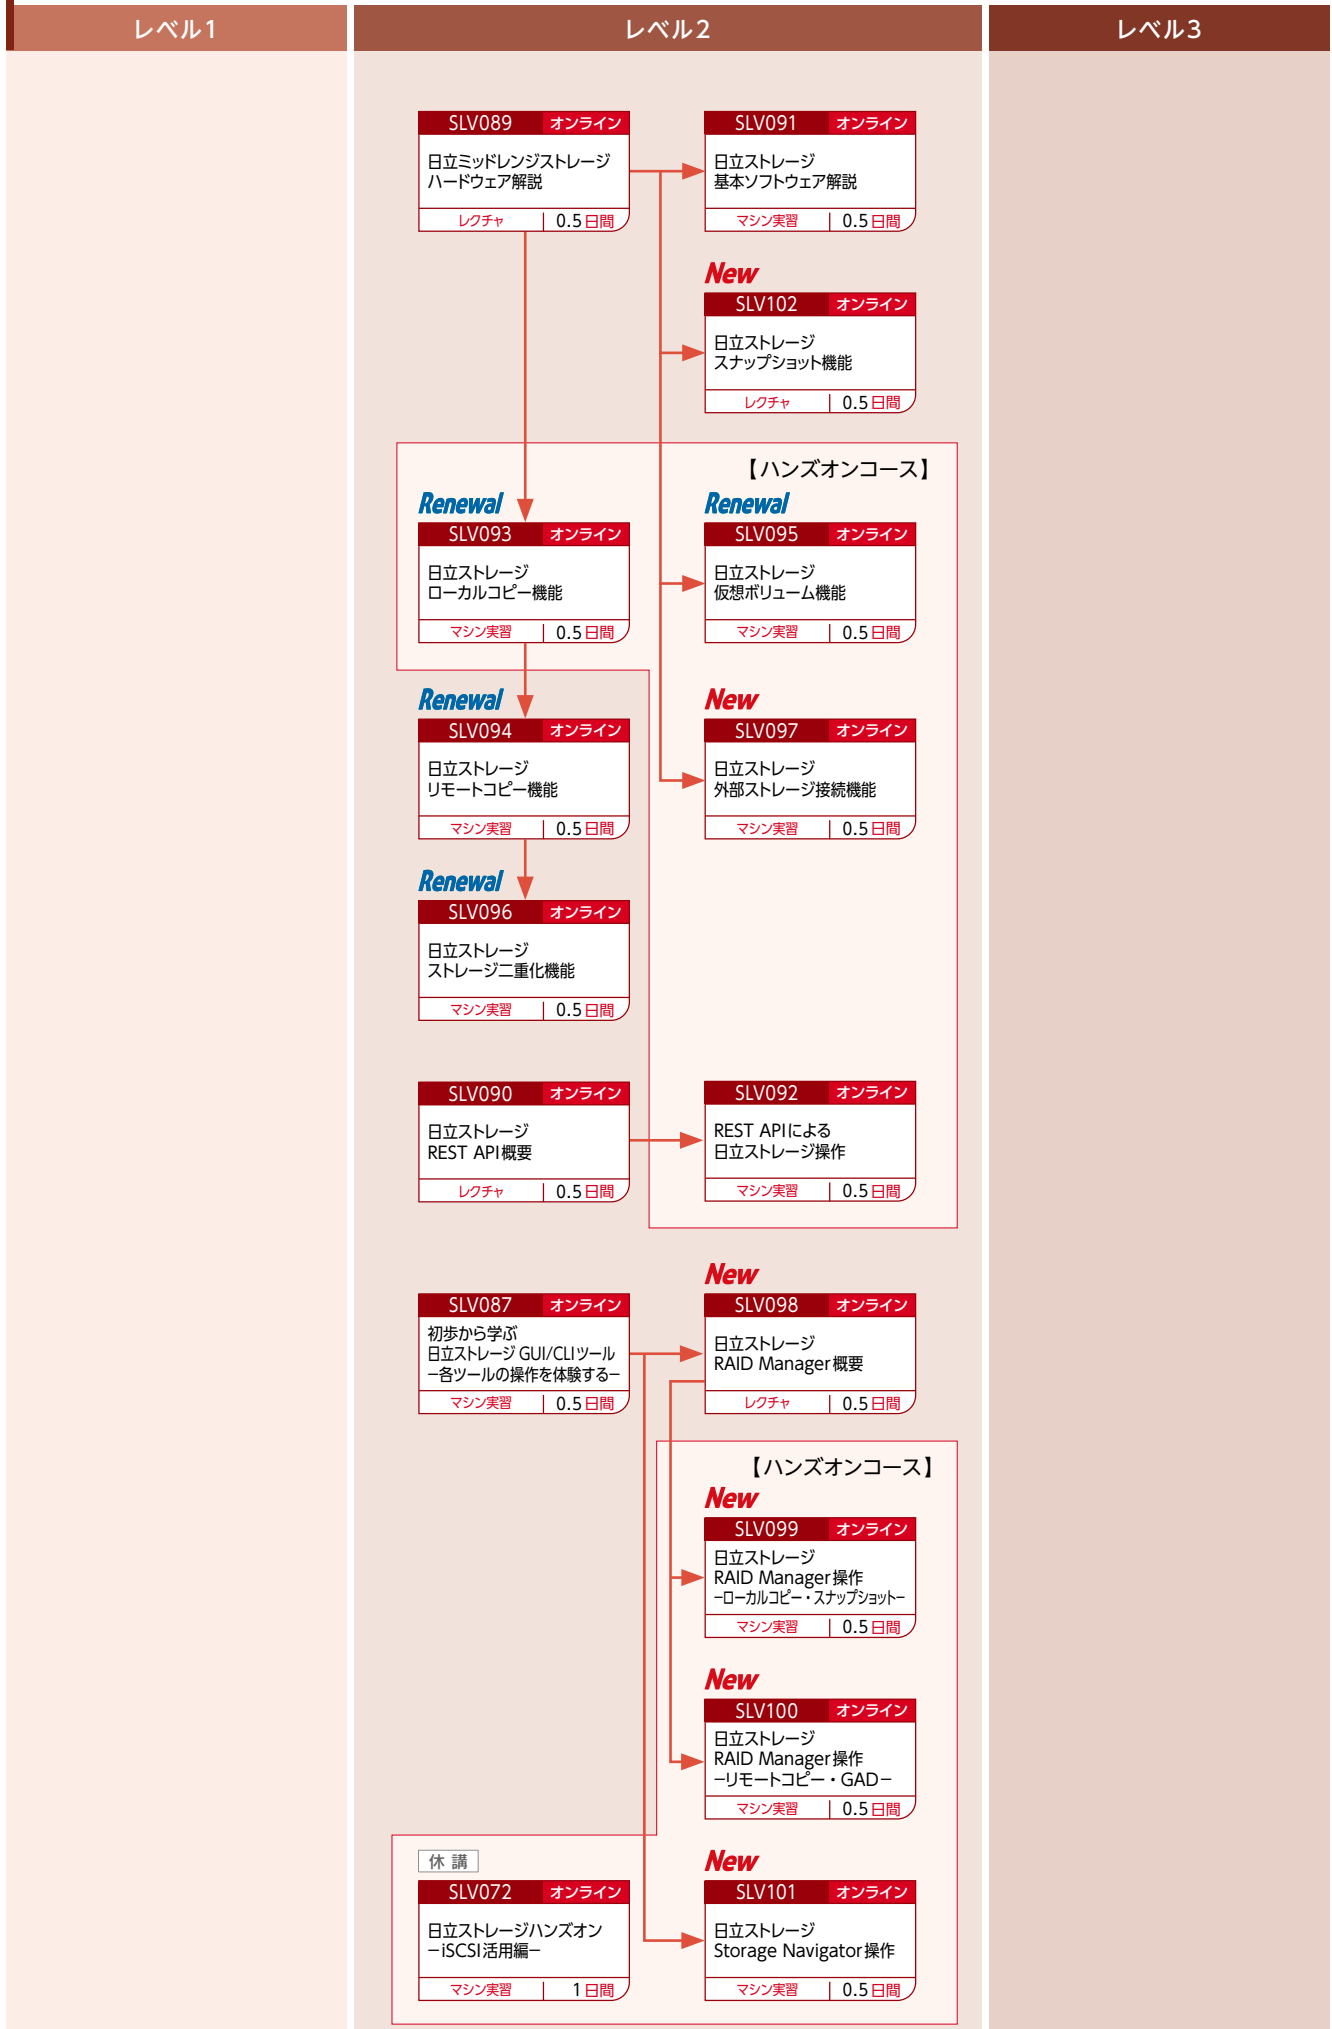 レベル1
レベル2
レベル3
SLV089 オンライン
日立ミッドレンジストレージ
ハードウェア解説
レクチャ 0.5日間
SLV091 オンライン
日立ストレージ
基本ソフトウェア解説
マシン実習 0.5日間
New
SLV102 オンライン
日立ストレージ
スナップショット機能
レクチャ 0.5日間
【ハンズオンコース】
Renewal
SLV093 オンライン
日立ストレージ
ローカルコピー機能
マシン実習 0.5日間
Renewal
SLV095 オンライン
日立ストレージ
仮想ボリューム機能
マシン実習 0.5日間
Renewal
SLV094 オンライン
日立ストレージ
リモートコピー機能
マシン実習 0.5日間
New
SLV097 オンライン
日立ストレージ
外部ストレージ接続機能
マシン実習 0.5日間
Renewal
SLV096 オンライン
日立ストレージ
ストレージ二重化機能
マシン実習 0.5日間
SLV090 オンライン
日立ストレージ
REST API概要
レクチャ 0.5日間
SLV092 オンライン
REST APIによる
日立ストレージ操作
マシン実習 0.5日間
SLV087 オンライン
初歩から学ぶ
日立ストレージ GUI/CLIツール
−各ツールの操作を体験する−
マシン実習 0.5日間
New
SLV098 オンライン
日立ストレージ
RAID Manager概要
レクチャ 0.5日間
【ハンズオンコース】
New
SLV099 オンライン
日立ストレージ
RAID Manager操作
−ローカルコピー・スナップショット−
マシン実習 0.5日間
New
SLV100 オンライン
日立ストレージ
RAID Manager操作
−リモートコピー・GAD−
マシン実習 0.5日間
休 講
SLV072 オンライン
日立ストレージハンズオン
−iSCSI活用編−
マシン実習 1日間
New
SLV101 オンライン
日立ストレージ
Storage Navigator操作
マシン実習 0.5日間